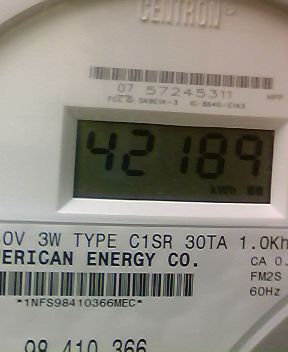 CENTRON
07 57245311
42189
kWh
0V 3W TYPE C1SR 30TA 1.0Kh
ERICAN ENERGY CO.
CA 0.
FM2S
60Hz
*1NFS98410366MEC*
98 410 366